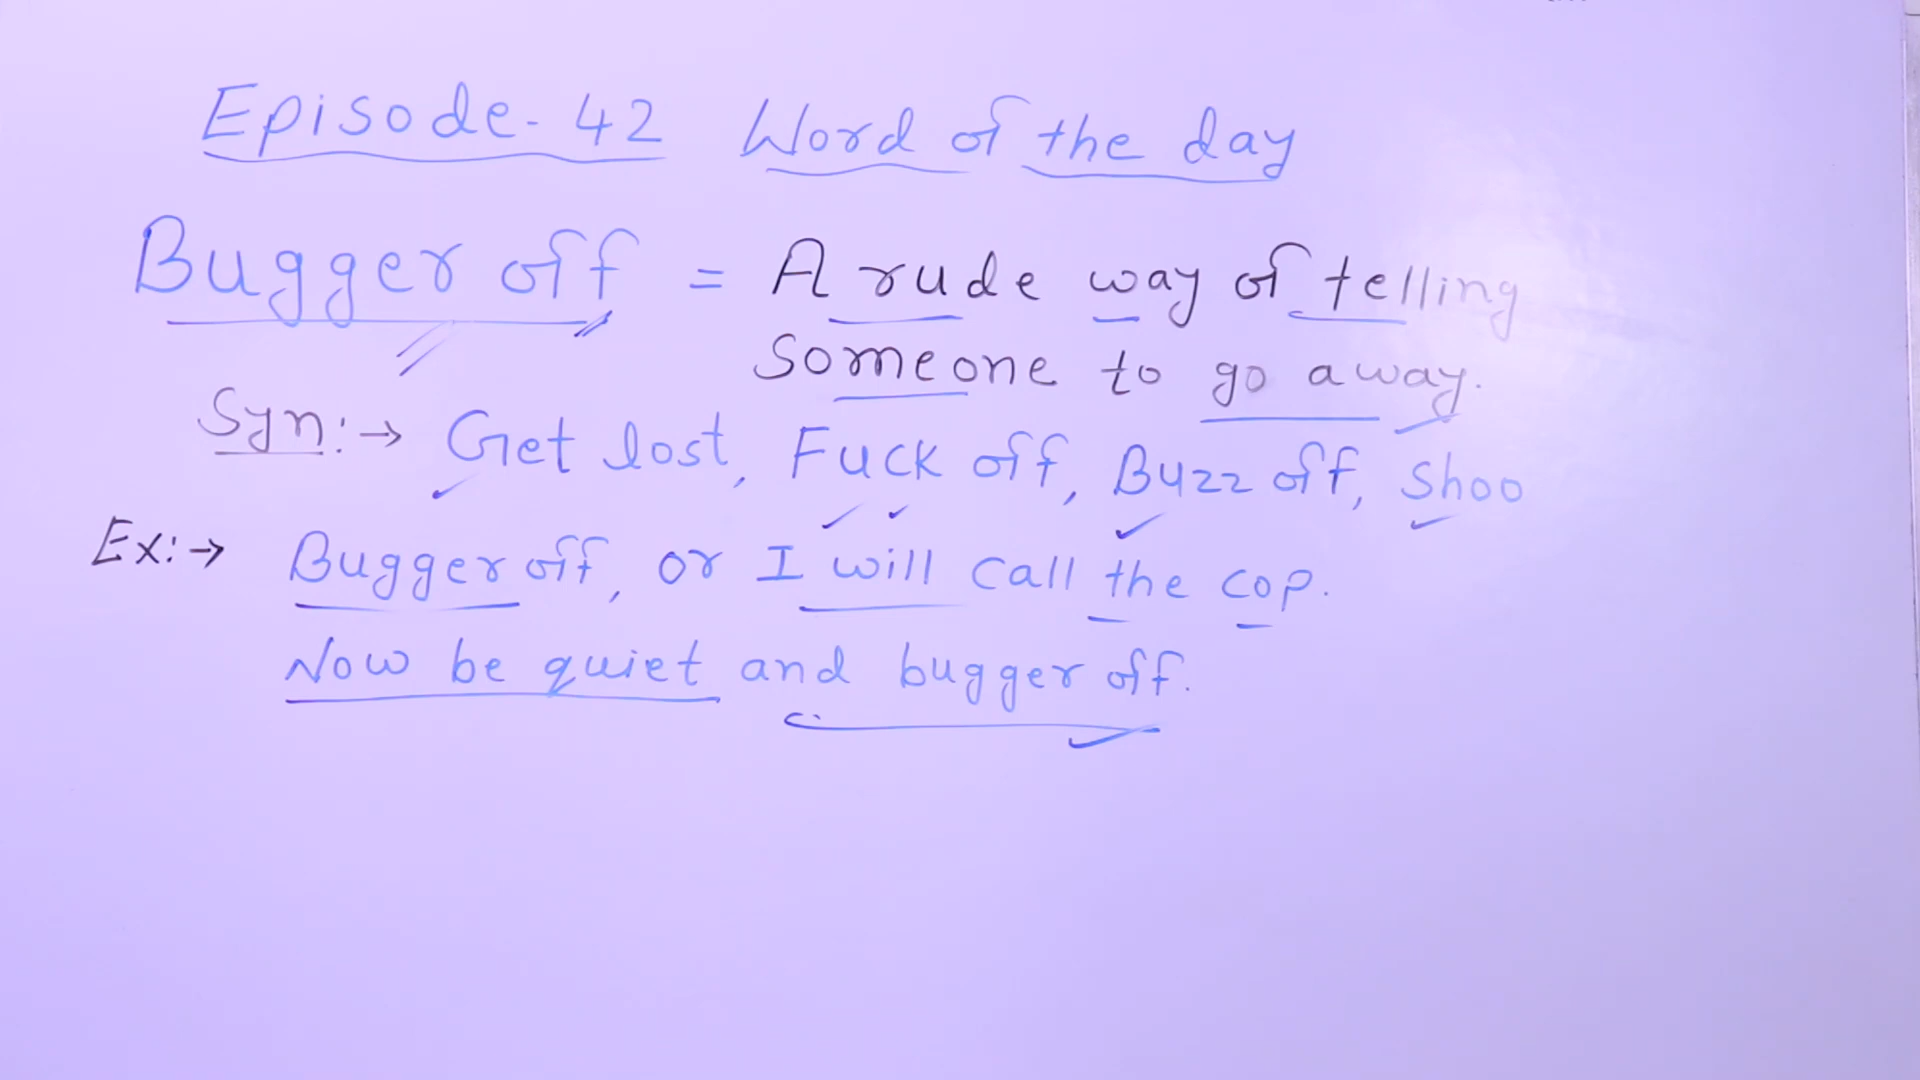 Episode-42 Word of the day
Bugger off = A rude way of telling
someone to go away.
Syn:→ Get lost, Fuck off, Buzz off, Shoo
Ex:→ Bugger off, or I will call the cop.
Now be quiet and bugger off.